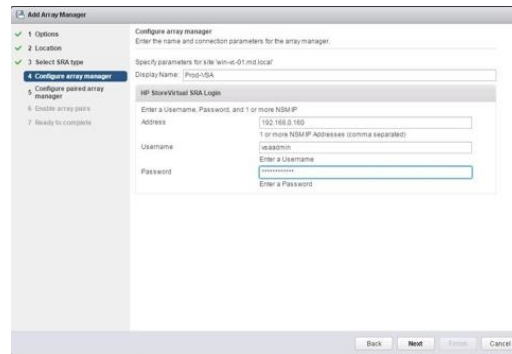 Add Array Manager
1 Options
2 Location
3 Select SRA type
4 Configure array manager
5 Configure paired array manager
6 Enable array pairs
7 Ready to complete
Configure array manager
Enter the name and connection parameters for the array manager.
Specify parameters for site 'win-vc-01.md.local'
Display Name: Prod-VSA
HP StoreVirtual SRA Login
Enter a Username, Password, and 1 or more NSM IP
Address 192.168.0.160
1 or more NSM IP Addresses (comma separated)
Username vsaadmin
Enter a Username
Password ************
Enter a Password
Back Next Finish Cancel